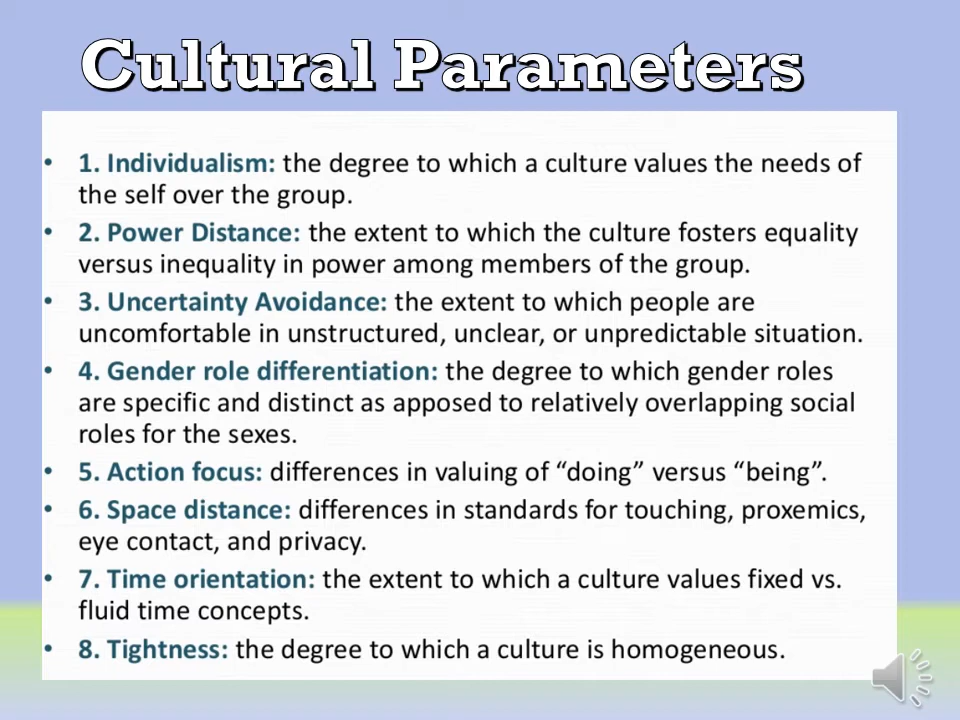 Cultural Parameters
• 1. Individualism: the degree to which a culture values the needs of
the self over the group.
• 2. Power Distance: the extent to which the culture fosters equality
versus inequality in power among members of the group.
• 3. Uncertainty Avoidance: the extent to which people are
uncomfortable in unstructured, unclear, or unpredictable situation.
• 4. Gender role differentiation: the degree to which gender roles
are specific and distinct as apposed to relatively overlapping social
roles for the sexes.
• 5. Action focus: differences in valuing of “doing” versus “being”.
• 6. Space distance: differences in standards for touching, proxemics,
eye contact, and privacy.
• 7. Time orientation: the extent to which a culture values fixed vs.
fluid time concepts.
• 8. Tightness: the degree to which a culture is homogeneous.